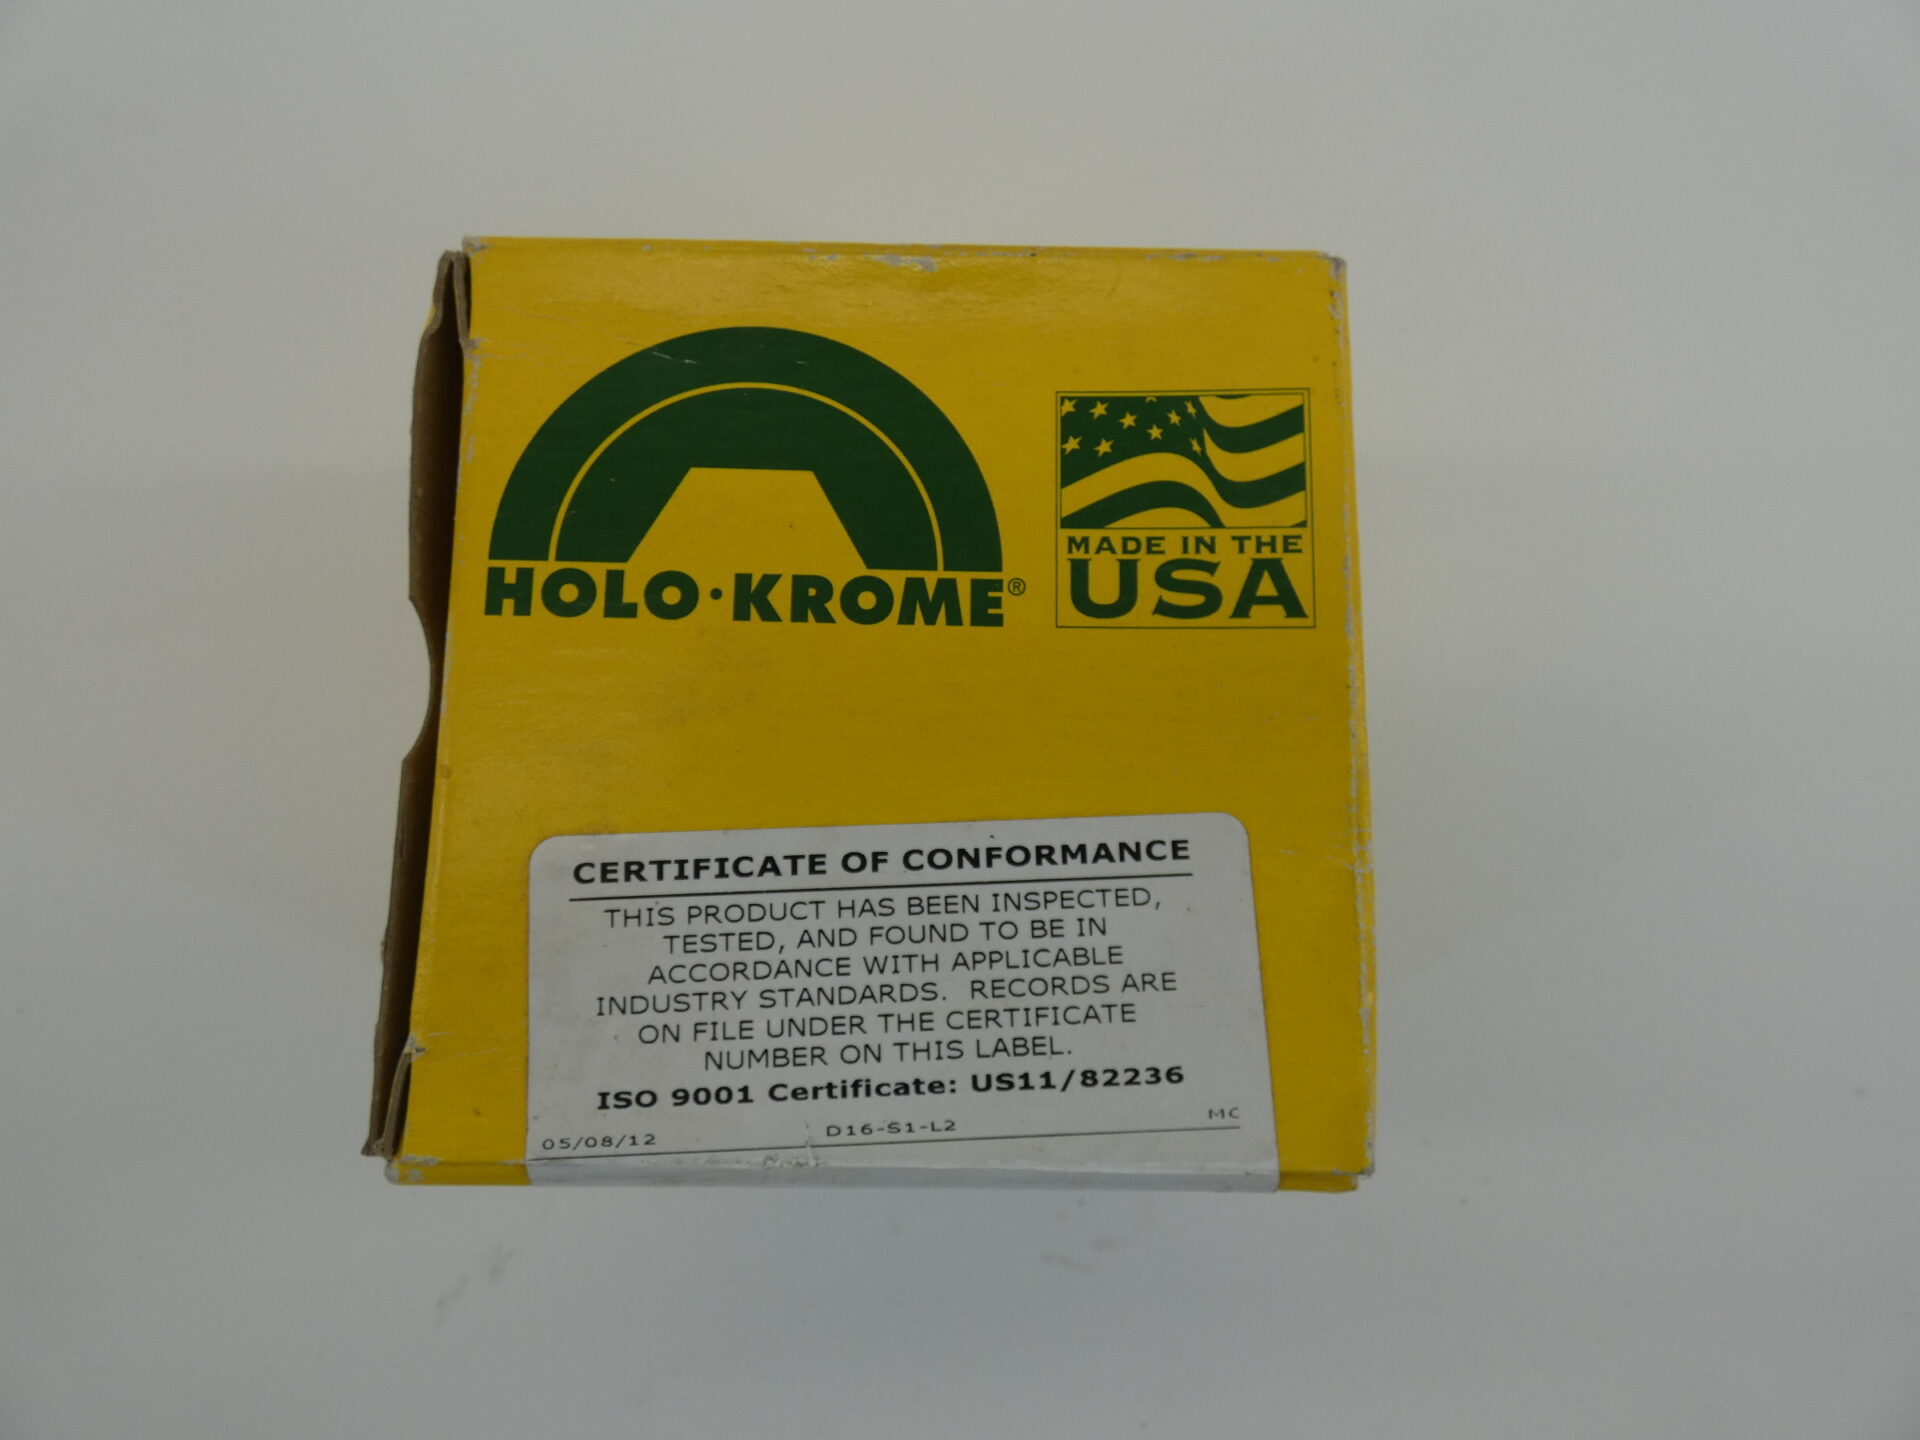 HOLO·KROME®
MADE IN THE
USA
CERTIFICATE OF CONFORMANCE
THIS PRODUCT HAS BEEN INSPECTED,
TESTED, AND FOUND TO BE IN
ACCORDANCE WITH APPLICABLE
INDUSTRY STANDARDS. RECORDS ARE
ON FILE UNDER THE CERTIFICATE
NUMBER ON THIS LABEL.
ISO 9001 Certificate: US11/82236
05/08/12 D16-S1-L2 MC